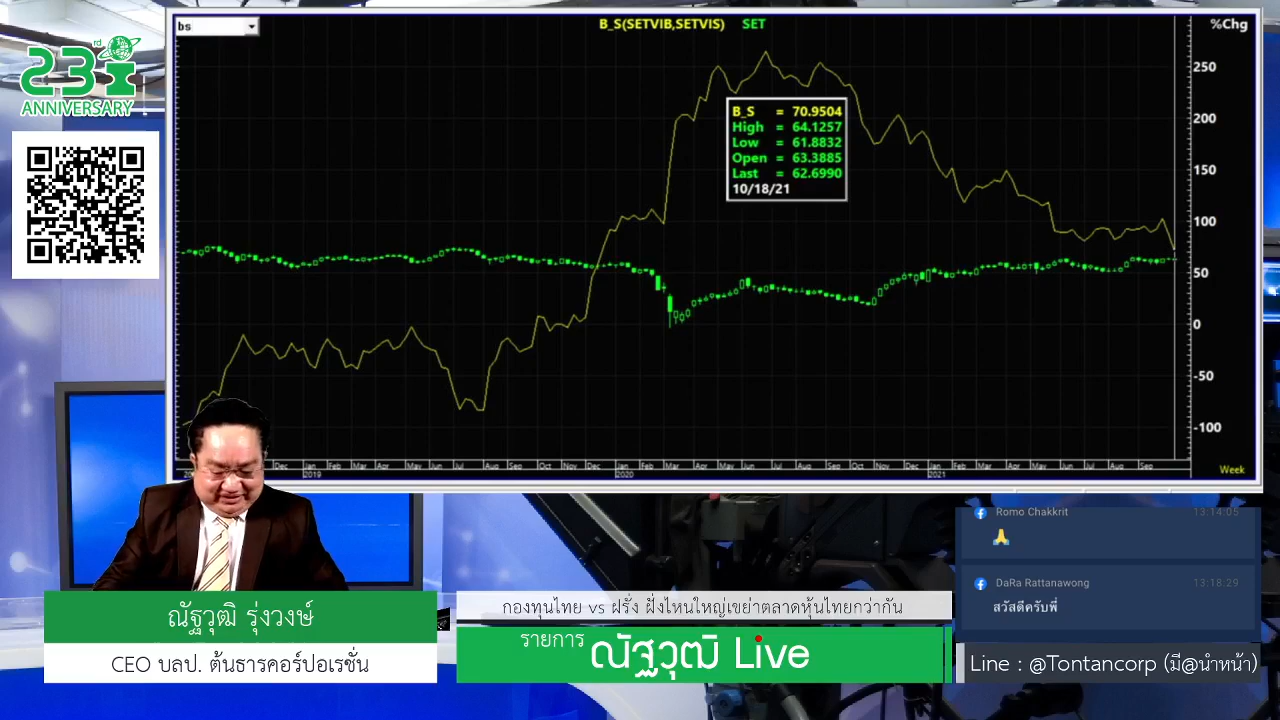 23rd i
ANNIVERSARY
bs
B_S(SETVIB,SETVIS) SET
%Chg
250
200
150
100
50
0
-50
-100
B_S = 70.9504
High = 64.1257
Low = 61.8832
Open = 63.3885
Last = 62.6990
10/18/21
Dec Jan Feb Mar Apr May Jun Jul Aug Sep Oct Nov Dec Jan Feb Mar Apr May Jun Jul Aug Sep Oct Nov Dec Jan Feb Mar Apr May Jun Jul Aug Sep
2019 2020 2021
Week
Romo Chakkrit 13:14:05
🙏
DaRa Rattanawong 13:18:29
สวัสดีครับพี่
ณัฐวุฒิ รุ่งวงษ์
CEO บลป. ต้นธารคอร์ปอเรชั่น
กองทุนไทย vs ฝรั่ง ฝั่งไหนใหญ่เขย่าตลาดหุ้นไทยกว่ากัน
รายการ ณัฐวุฒิ Live
Line : @Tontancorp (มี@นำหน้า)